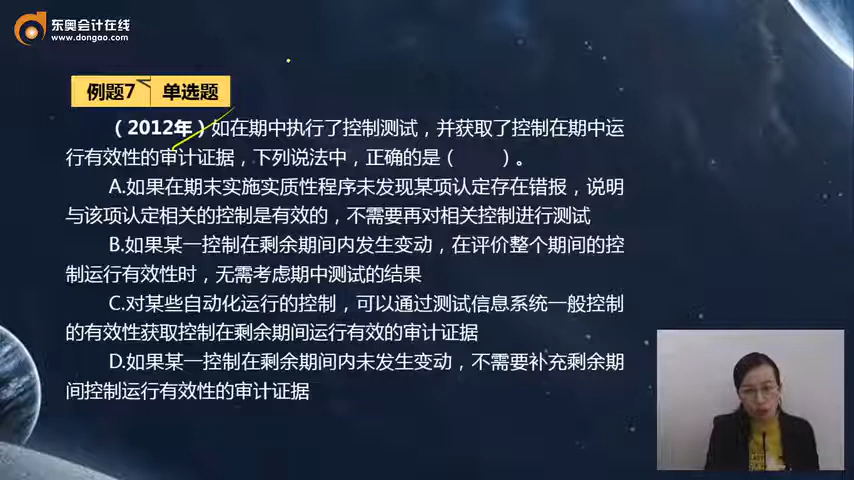 东奥会计在线
www.dongao.com
例题7 单选题
（2012年）如在期中执行了控制测试，并获取了控制在期中运
行有效性的审计证据，下列说法中，正确的是（ ）。
A.如果在期末实施实质性程序未发现某项认定存在错报，说明
与该项认定相关的控制是有效的，不需要再对相关控制进行测试
B.如果某一控制在剩余期间内发生变动，在评价整个期间的控
制运行有效性时，无需考虑期中测试的结果
C.对某些自动化运行的控制，可以通过测试信息系统一般控制
的有效性获取控制在剩余期间运行有效的审计证据
D.如果某一控制在剩余期间内未发生变动，不需要补充剩余期
间控制运行有效性的审计证据